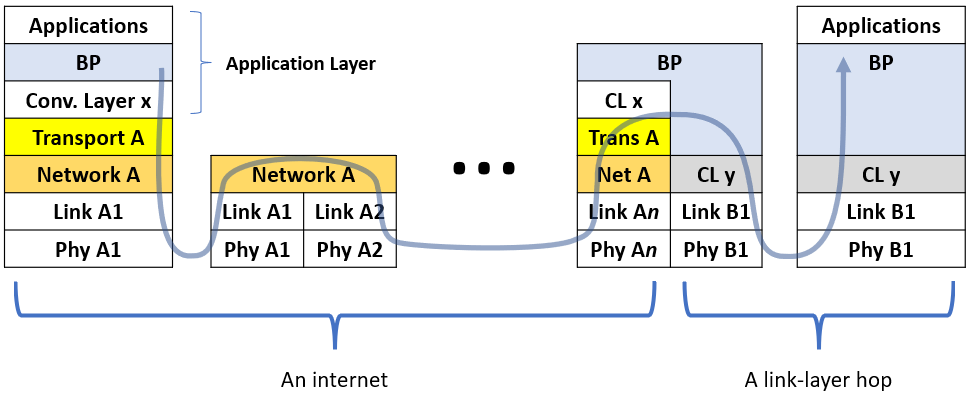 Applications
BP
Conv. Layer x
Transport A
Network A
Link A1
Phy A1
Application Layer
Network A
Link A1 Link A2
Phy A1 Phy A2
...
BP
CL x
Trans A
Net A CL y
Link An Link B1
Phy An Phy B1
Applications
BP
CL y
Link B1
Phy B1
An internet
A link-layer hop